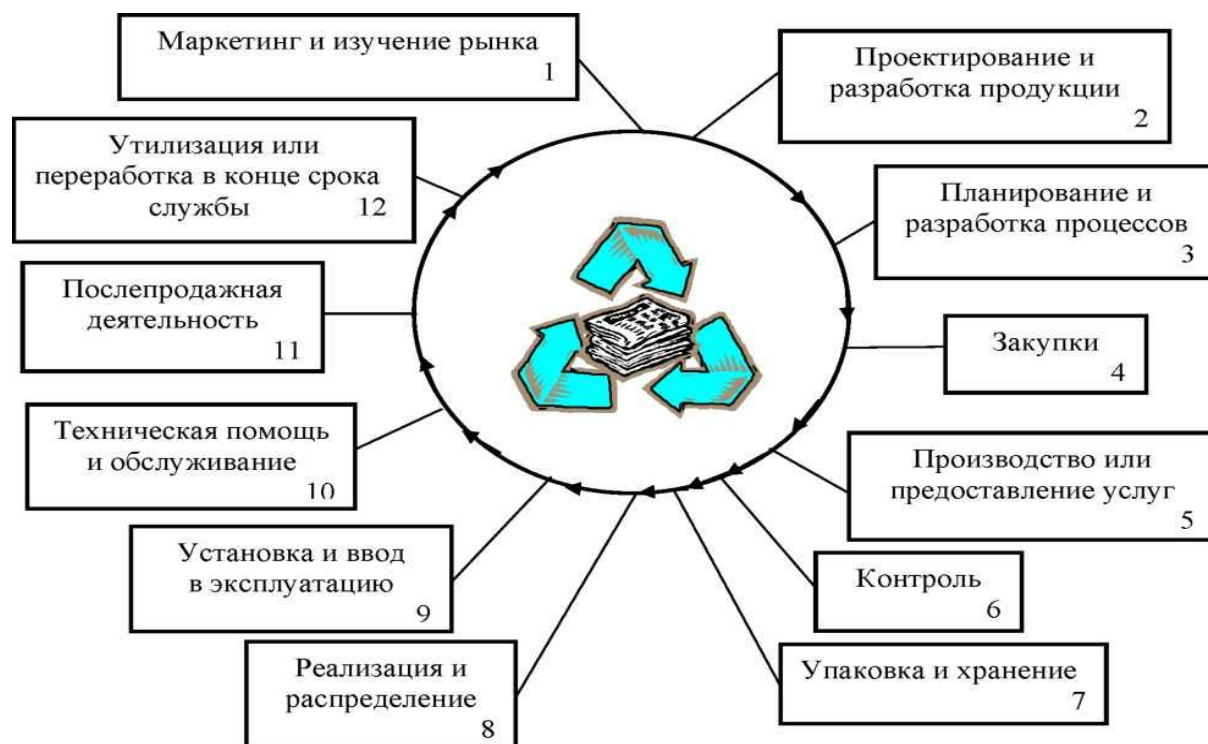 Маркетинг и изучение рынка
1
Проектирование и
разработка продукции
2
Планирование и
разработка процессов
3
Закупки
4
Производство или
предоставление услуг
5
Контроль
6
Упаковка и хранение
7
Реализация и
распределение
8
Установка и ввод
в эксплуатацию
9
Техническая помощь
и обслуживание
10
Послепродажная
деятельность
11
Утилизация или
переработка в конце срока
службы
12